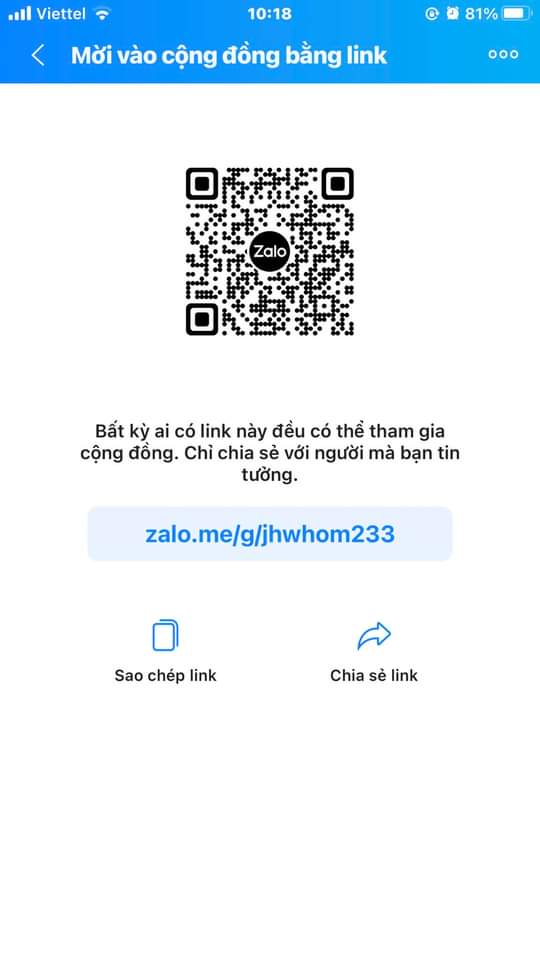 Viettel 10:18 81%
Mời vào cộng đồng bằng link
Zalo
Bất kỳ ai có link này đều có thể tham gia
cộng đồng. Chỉ chia sẻ với người mà bạn tin
tưởng.
zalo.me/g/jhwhom233
Sao chép link Chia sẻ link